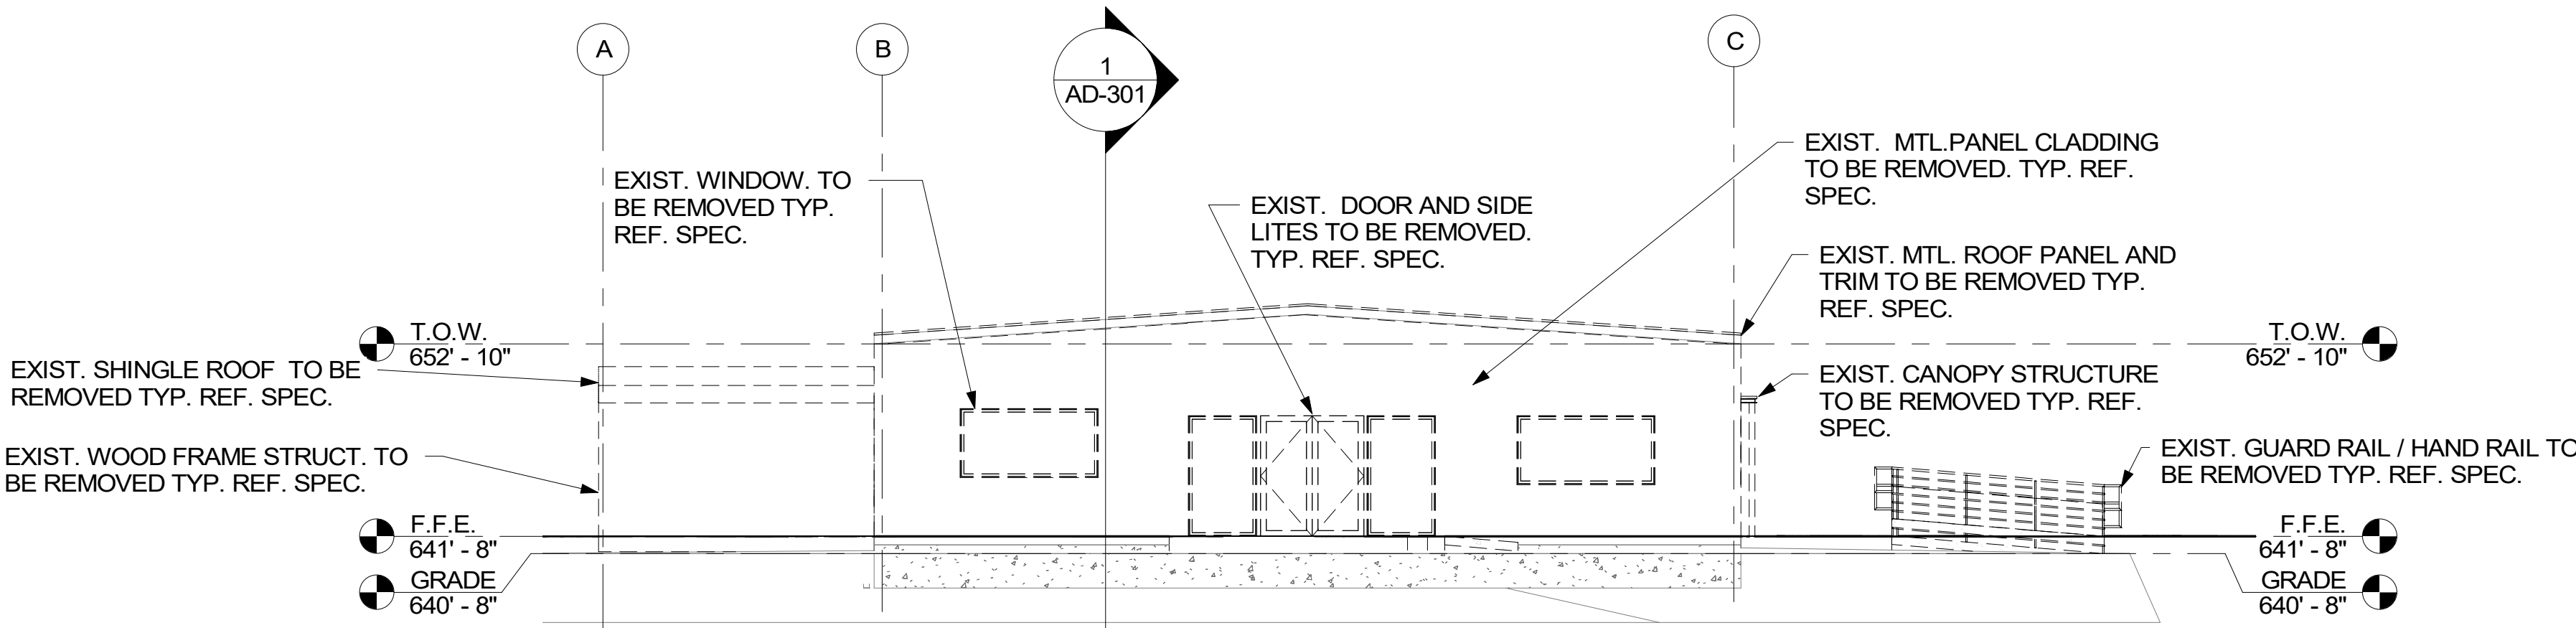 A
B
C
1
AD-301
EXIST. WINDOW. TO
BE REMOVED TYP.
REF. SPEC.
EXIST. DOOR AND SIDE
LITES TO BE REMOVED.
TYP. REF. SPEC.
EXIST. MTL.PANEL CLADDING
TO BE REMOVED. TYP. REF.
SPEC.
EXIST. MTL. ROOF PANEL AND
TRIM TO BE REMOVED TYP.
REF. SPEC.
T.O.W.
652' - 10"
T.O.W.
652' - 10"
EXIST. SHINGLE ROOF TO BE
REMOVED TYP. REF. SPEC.
EXIST. CANOPY STRUCTURE
TO BE REMOVED TYP. REF.
SPEC.
EXIST. WOOD FRAME STRUCT. TO
BE REMOVED TYP. REF. SPEC.
EXIST. GUARD RAIL / HAND RAIL TO
BE REMOVED TYP. REF. SPEC.
F.F.E.
641' - 8"
F.F.E.
641' - 8"
GRADE
640' - 8"
GRADE
640' - 8"